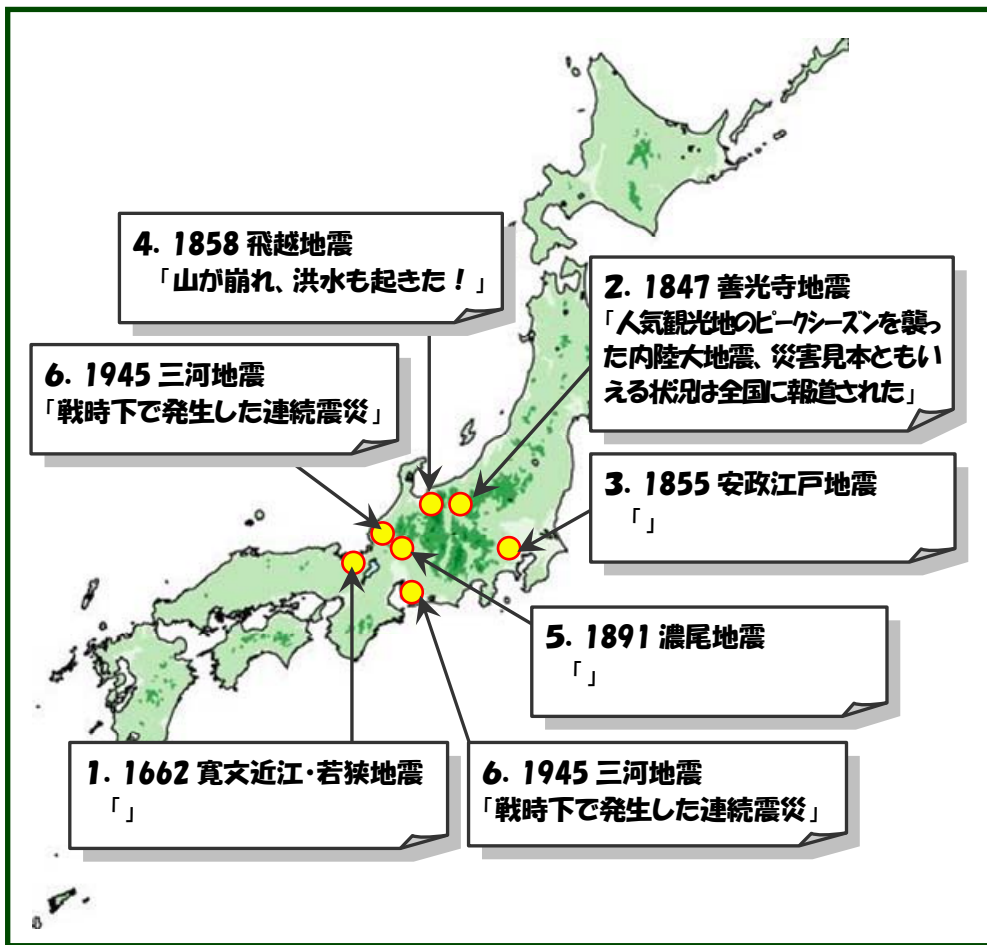 4. 1858 飛越地震
「山が崩れ、洪水も起きた！」
2. 1847 善光寺地震
「人気観光地のピークシーズンを襲っ
た内陸大地震、災害見本ともい
える状況は全国に報道された」
6. 1945 三河地震
「戦時下で発生した連続震災」
3. 1855 安政江戸地震
「」
5. 1891 濃尾地震
「」
1. 1662 寛文近江・若狭地震
「」
6. 1945 三河地震
「戦時下で発生した連続震災」